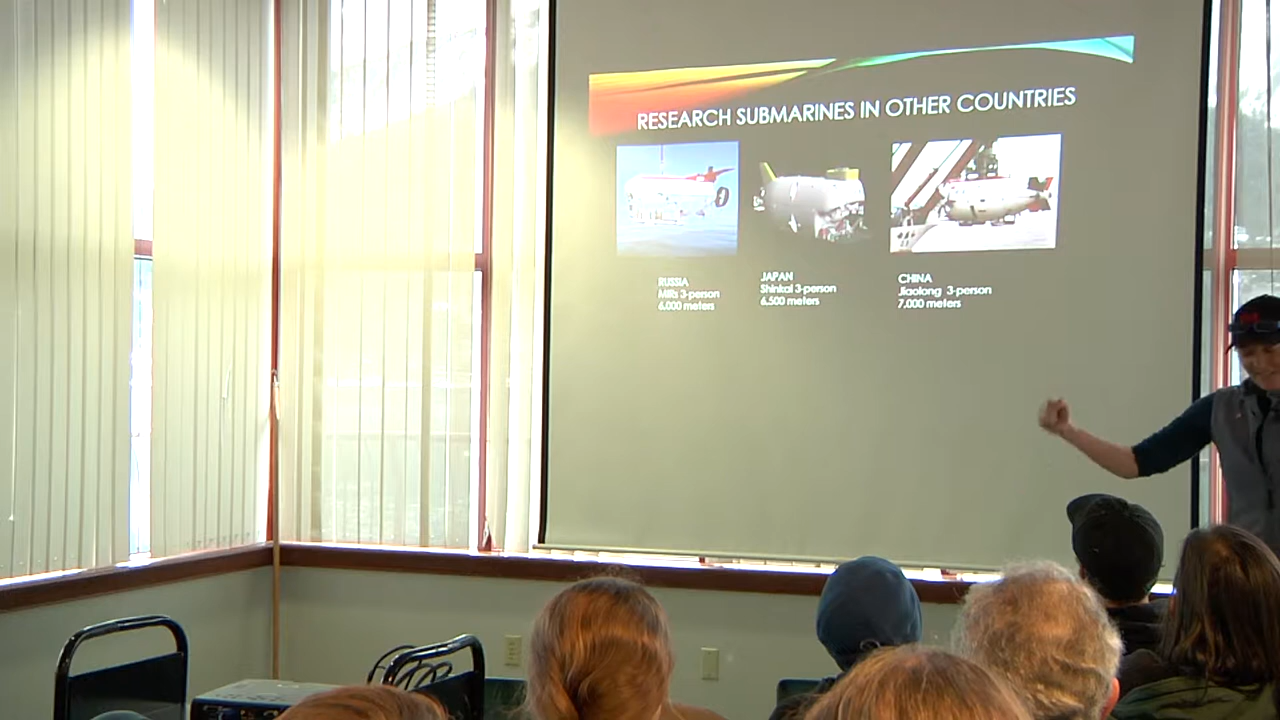 RESEARCH SUBMARINES IN OTHER COUNTRIES
RUSSIA
MIRs 3-person
6,000 meters
JAPAN
Shinkai 3-person
6,500 meters
CHINA
Jiaolong 3-person
7,000 meters